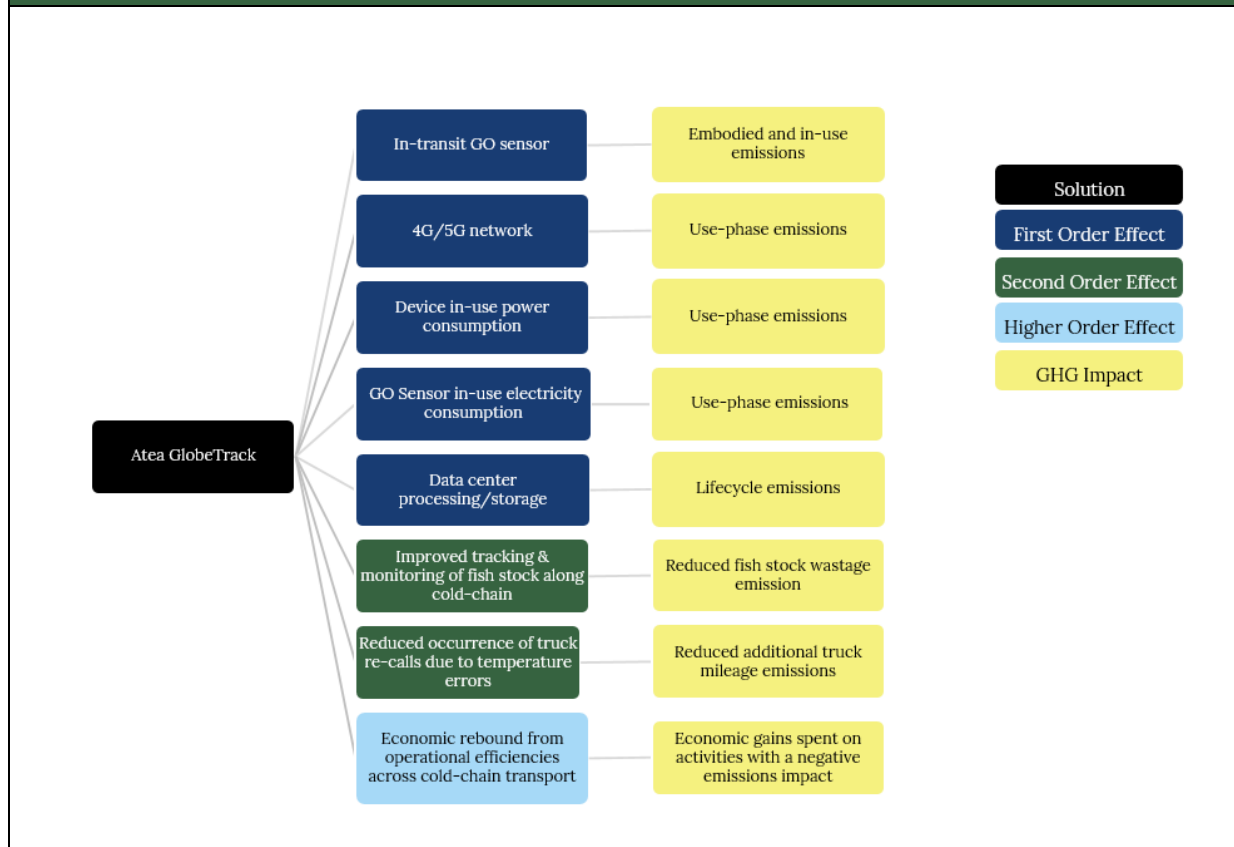 In-transit GO sensor
Embodied and in-use
emissions
4G/5G network
Use-phase emissions
Device in-use power
consumption
Use-phase emissions
GO Sensor in-use electricity
consumption
Use-phase emissions
Atea GlobeTrack
Data center
processing/storage
Lifecycle emissions
Improved tracking &
monitoring of fish stock along
cold-chain
Reduced fish stock wastage
emission
Reduced occurrence of truck
re-calls due to temperature
errors
Reduced additional truck
mileage emissions
Economic rebound from
operational efficiencies
across cold-chain transport
Economic gains spent on
activities with a negative
emissions impact
Solution
First Order Effect
Second Order Effect
Higher Order Effect
GHG Impact